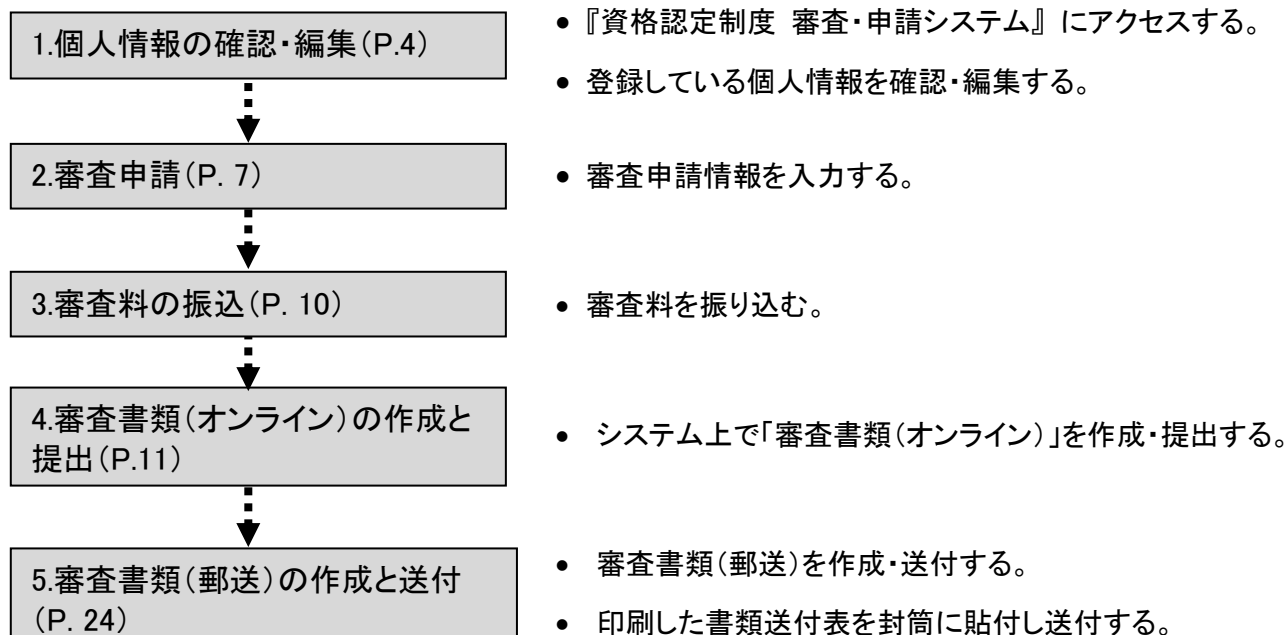 1.個人情報の確認・編集(P.4)
• 『資格認定制度 審査・申請システム』 にアクセスする。
• 登録している個人情報を確認・編集する。
2.審査申請(P. 7)
• 審査申請情報を入力する。
3.審査料の振込(P. 10)
• 審査料を振り込む。
4.審査書類(オンライン)の作成と
提出(P.11)
• システム上で「審査書類(オンライン)」を作成・提出する。
5.審査書類(郵送)の作成と送付
(P. 24)
• 審査書類(郵送)を作成・送付する。
• 印刷した書類送付表を封筒に貼付し送付する。